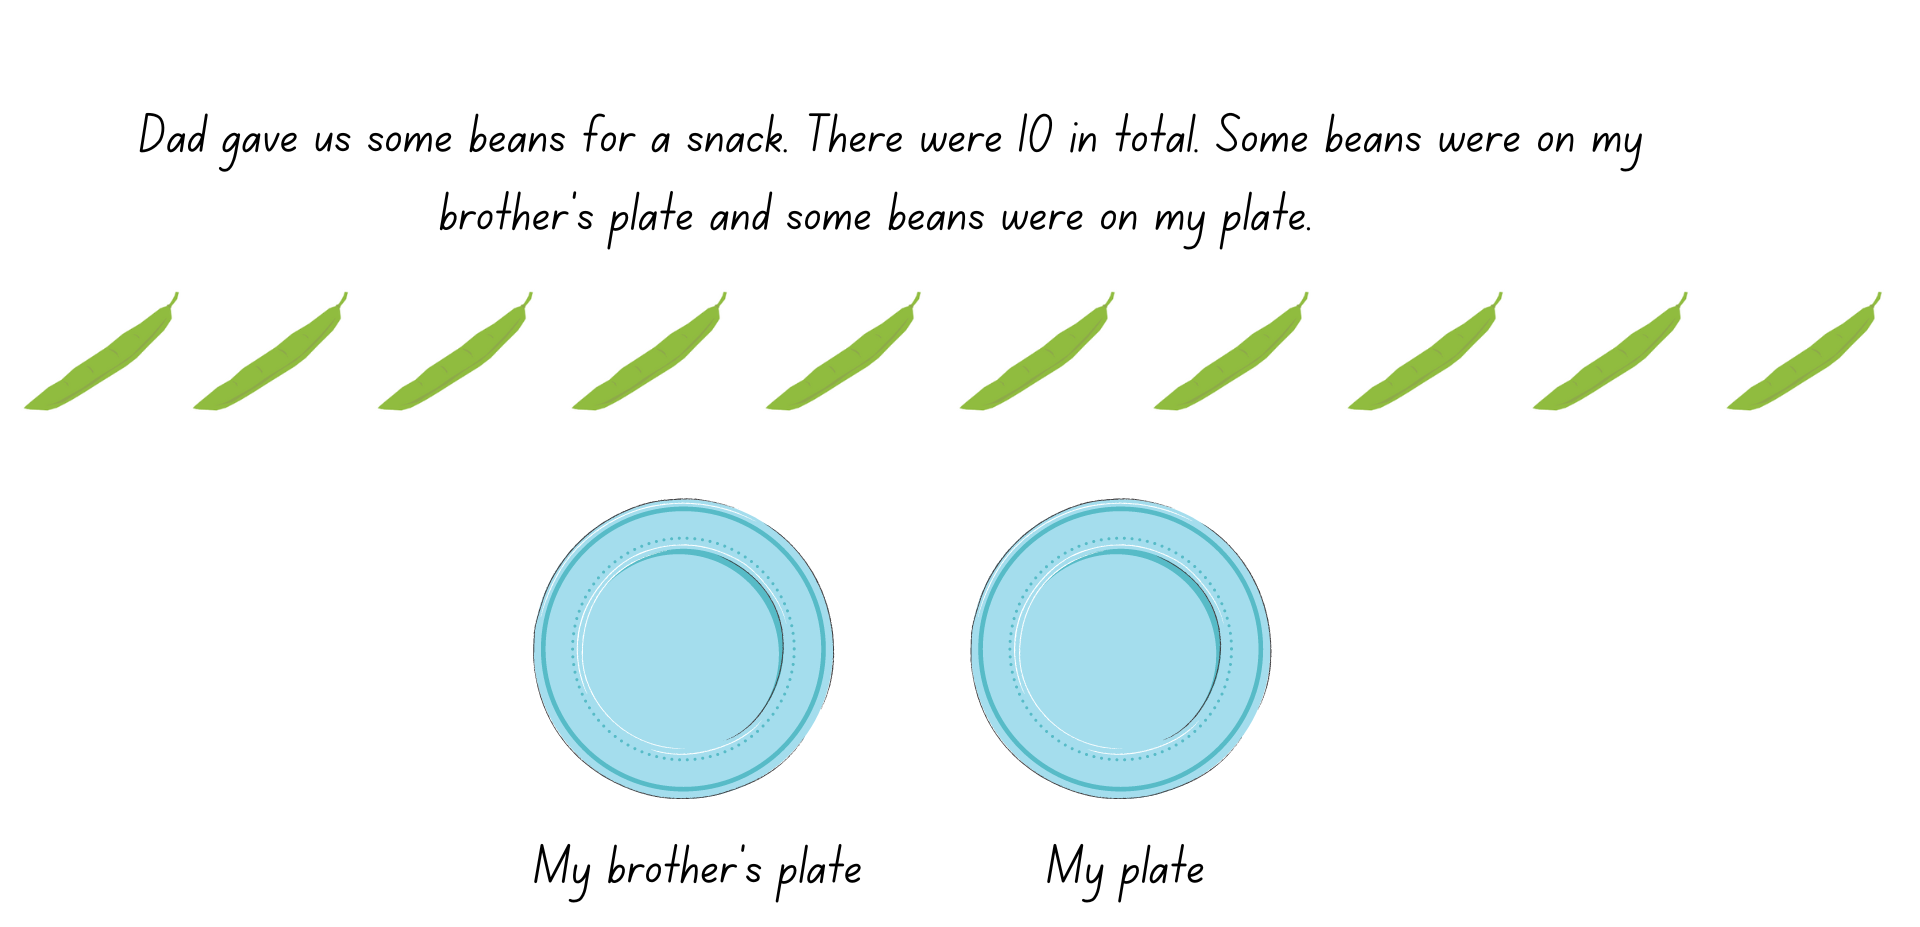 Dad gave us some beans for a snack. There were 10 in total. Some beans were on my
brother's plate and some beans were on my plate.
My brother's plate
My plate